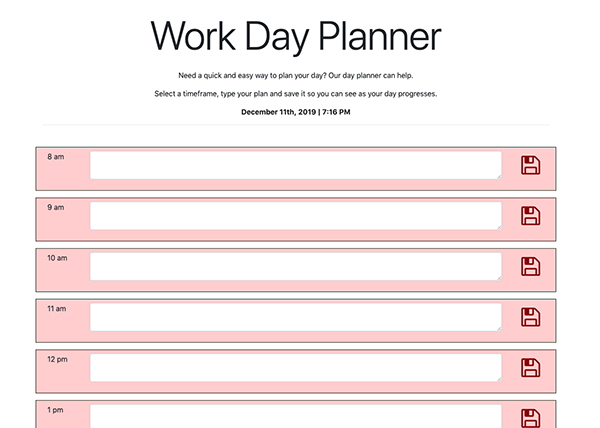 Work Day Planner
Need a quick and easy way to plan your day? Our day planner can help.
Select a timeframe, type your plan and save it so you can see as your day progresses.
December 11th, 2019 | 7:16 PM
8 am
9 am
10 am
11 am
12 pm
1 pm